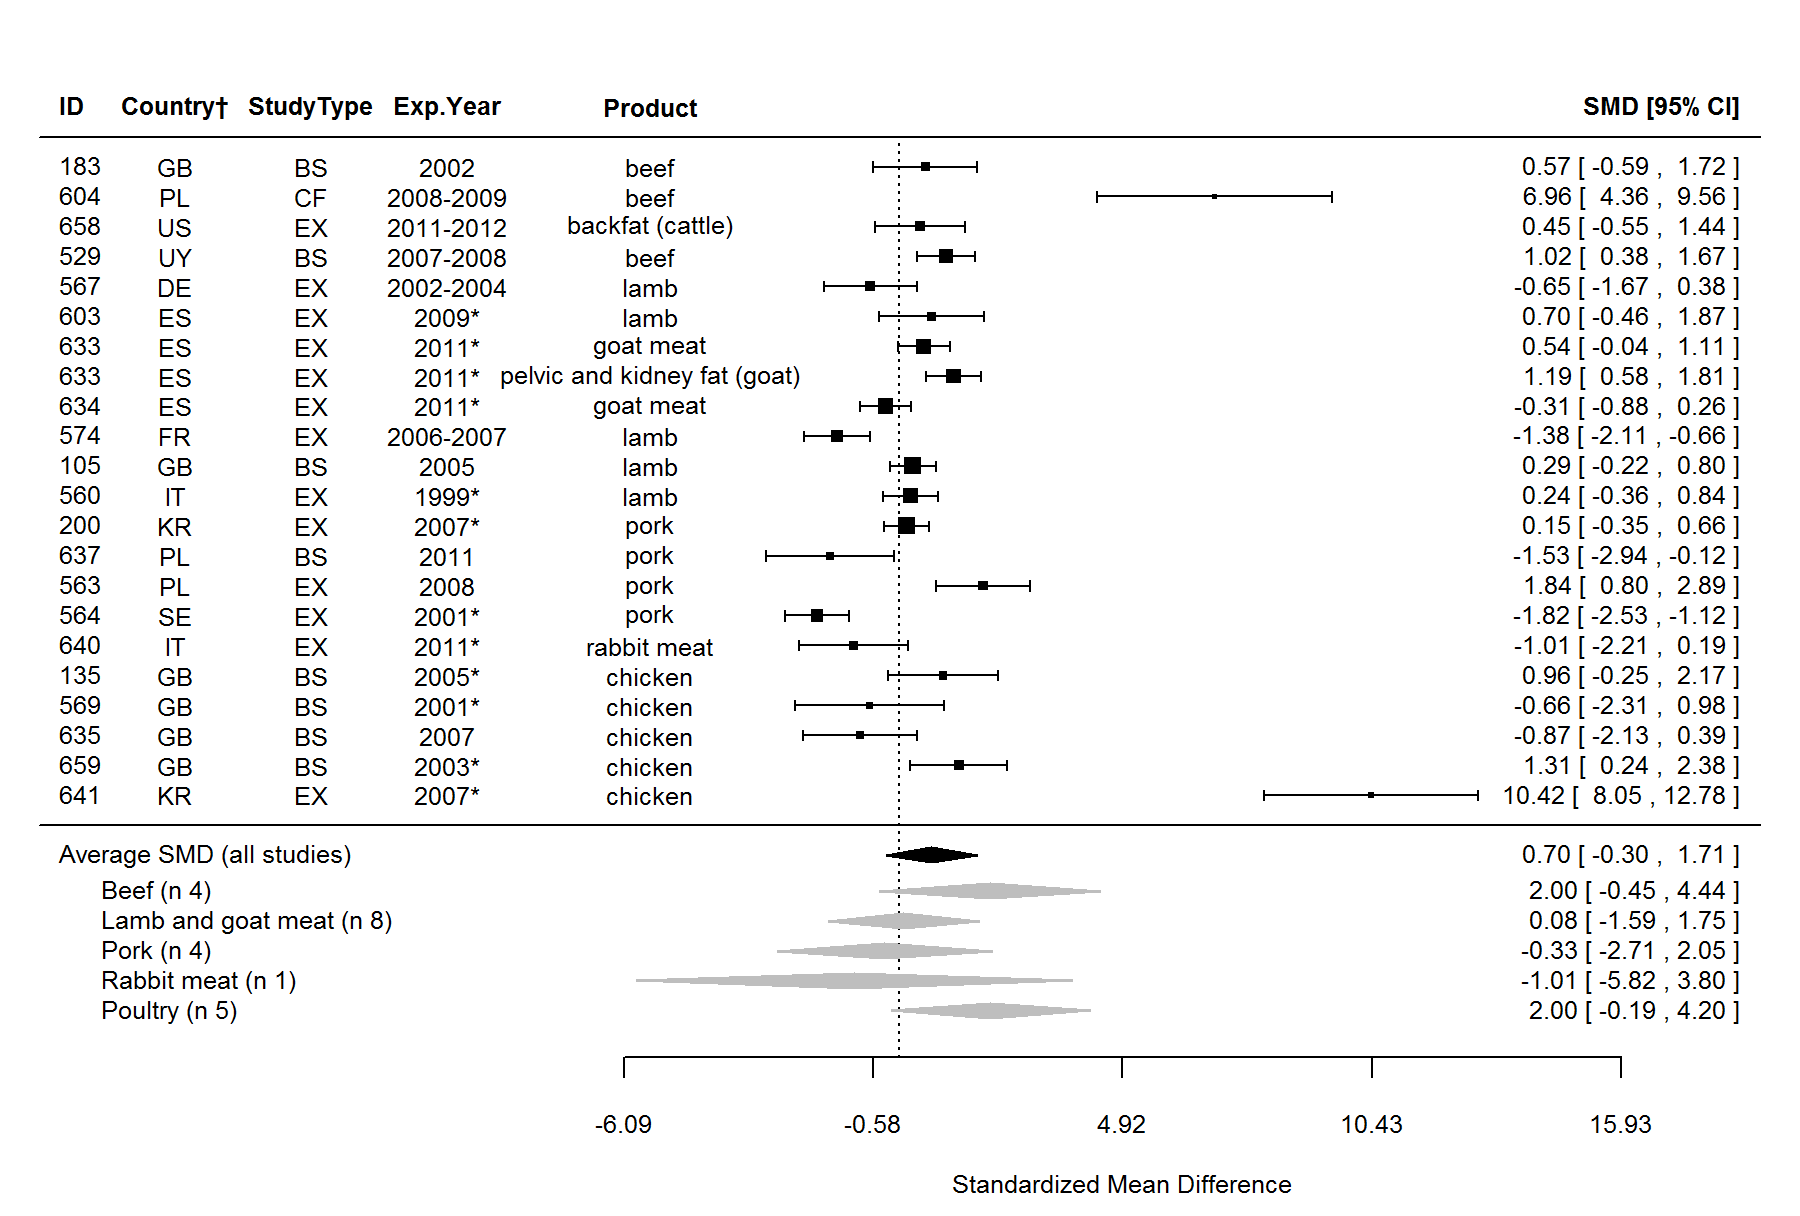 ID Country† StudyType Exp.Year Product SMD [95% CI]
183 GB BS 2002 beef 0.57 [ -0.59 , 1.72 ]
604 PL CF 2008-2009 beef 6.96 [ 4.36 , 9.56 ]
658 US EX 2011-2012 backfat (cattle) 0.45 [ -0.55 , 1.44 ]
529 UY BS 2007-2008 beef 1.02 [ 0.38 , 1.67 ]
567 DE EX 2002-2004 lamb -0.65 [ -1.67 , 0.38 ]
603 ES EX 2009* lamb 0.70 [ -0.46 , 1.87 ]
633 ES EX 2011* goat meat 0.54 [ -0.04 , 1.11 ]
633 ES EX 2011* pelvic and kidney fat (goat) 1.19 [ 0.58 , 1.81 ]
634 ES EX 2011* goat meat -0.31 [ -0.88 , 0.26 ]
574 FR EX 2006-2007 lamb -1.38 [ -2.11 , -0.66 ]
105 GB BS 2005 lamb 0.29 [ -0.22 , 0.80 ]
560 IT EX 1999* lamb 0.24 [ -0.36 , 0.84 ]
200 KR EX 2007* pork 0.15 [ -0.35 , 0.66 ]
637 PL BS 2011 pork -1.53 [ -2.94 , -0.12 ]
563 PL EX 2008 pork 1.84 [ 0.80 , 2.89 ]
564 SE EX 2001* pork -1.82 [ -2.53 , -1.12 ]
640 IT EX 2011* rabbit meat -1.01 [ -2.21 , 0.19 ]
135 GB BS 2005* chicken 0.96 [ -0.25 , 2.17 ]
569 GB BS 2001* chicken -0.66 [ -2.31 , 0.98 ]
635 GB BS 2007 chicken -0.87 [ -2.13 , 0.39 ]
659 GB BS 2003* chicken 1.31 [ 0.24 , 2.38 ]
641 KR EX 2007* chicken 10.42 [ 8.05 , 12.78 ]
Average SMD (all studies) 0.70 [ -0.30 , 1.71 ]
Beef (n 4) 2.00 [ -0.45 , 4.44 ]
Lamb and goat meat (n 8) 0.08 [ -1.59 , 1.75 ]
Pork (n 4) -0.33 [ -2.71 , 2.05 ]
Rabbit meat (n 1) -1.01 [ -5.82 , 3.80 ]
Poultry (n 5) 2.00 [ -0.19 , 4.20 ]
-6.09 -0.58 4.92 10.43 15.93
Standardized Mean Difference